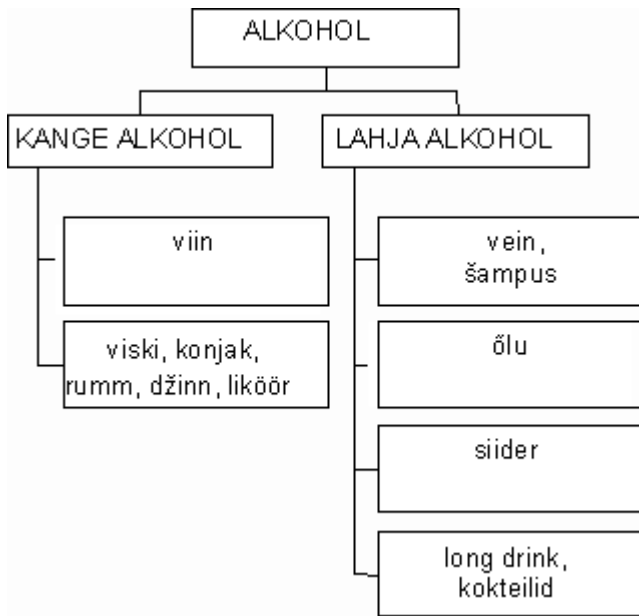 ALKOHOL
KANGE ALKOHOL
LAHJA ALKOHOL
viin
viski, konjak,
rumm, džinn, liköör
vein,
šampus
õlu
siider
long drink,
kokteilid